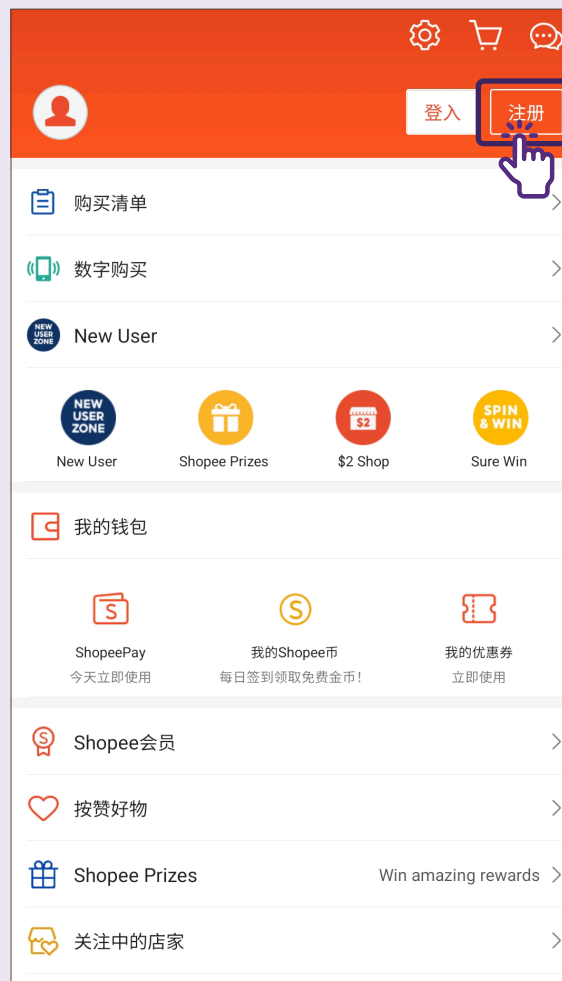 登入
注册
购买清单
数字购买
NEW
USER
ZONE
New User
NEW
USER
ZONE
New User
Shopee Prizes
$2
$2 Shop
SPIN
& WIN
Sure Win
我的钱包
S
ShopeePay
今天立即使用
S
我的Shopee币
每日签到领取免费金币!
我的优惠券
立即使用
S
Shopee会员
按赞好物
Shopee Prizes
Win amazing rewards
关注中的店家